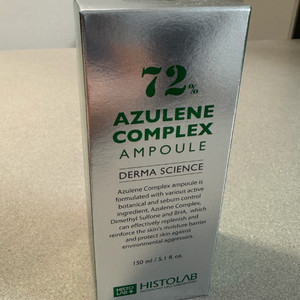 72%
AZULENE
COMPLEX
AMPOULE
DERMA SCIENCE
Azulene Complex ampoule is
formulated with various active
botanical and sebum control
ingredient, Azulene Complex,
Dimethyl Sulfone and BHA, which
can effectively replenish and
reinforce the skin's moisture barrier
and protect skin against
environmental aggressors.
150 ml / 5.1 fl. oz.
HISTO
LAB
HISTOLAB